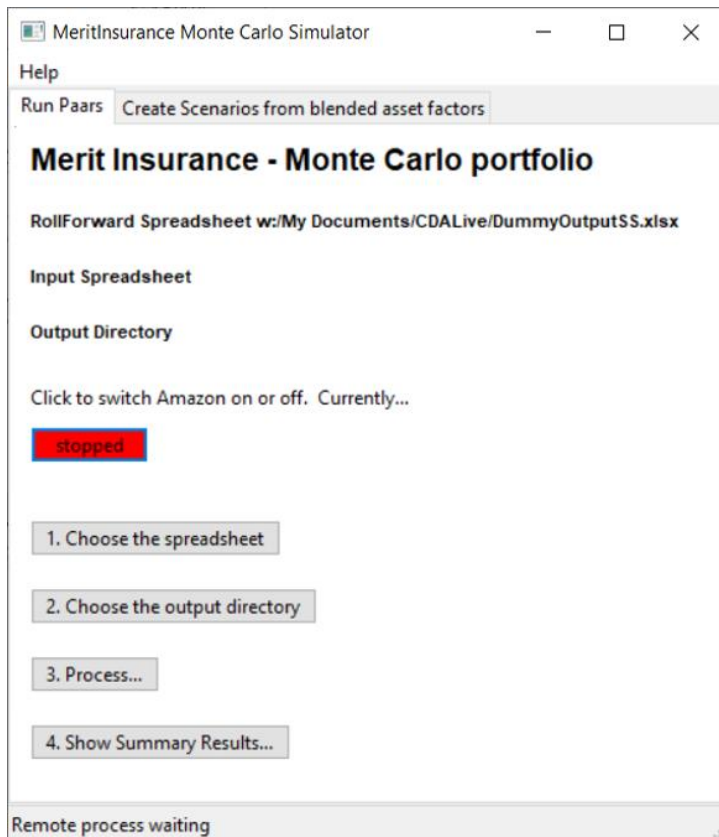 MeritInsurance Monte Carlo Simulator
Help
Run Paars Create Scenarios from blended asset factors
Merit Insurance - Monte Carlo portfolio
RollForward Spreadsheet w:/My Documents/CDALive/DummyOutputSS.xlsx
Input Spreadsheet
Output Directory
Click to switch Amazon on or off. Currently...
stopped
1. Choose the spreadsheet
2. Choose the output directory
3. Process...
4. Show Summary Results...
Remote process waiting